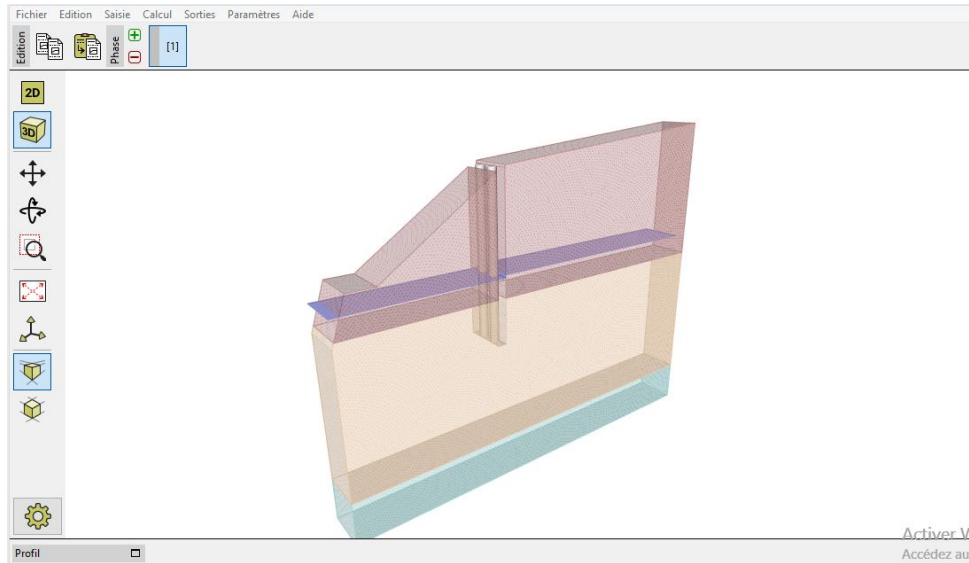 Fichier Edition Saisie Calcul Sorties Paramètres Aide
Edition
Phase
[1]
2D
3D
Activer
Accédez au
Profil